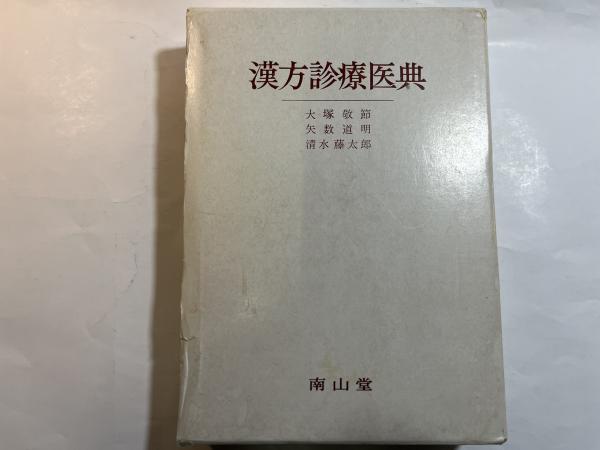 漢方診療医典
大塚敬節
矢数道明
清水藤太郎
南山堂